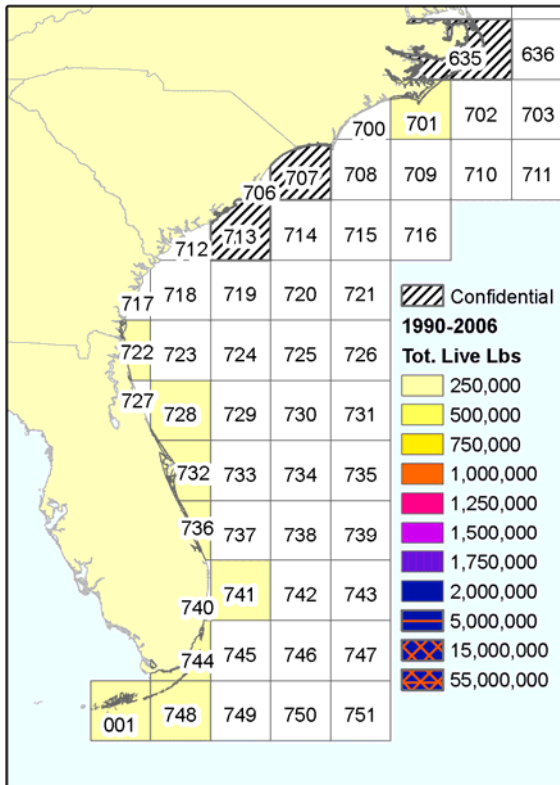 635 636
700 701 702 703
706 707 708 709 710 711
712 713 714 715 716
717 718 719 720 721
722 723 724 725 726
727 728 729 730 731
732 733 734 735
736 737 738 739
740 741 742 743
744 745 746 747
001 748 749 750 751
Confidential
1990-2006
Tot. Live Lbs
250,000
500,000
750,000
1,000,000
1,250,000
1,500,000
1,750,000
2,000,000
5,000,000
15,000,000
55,000,000